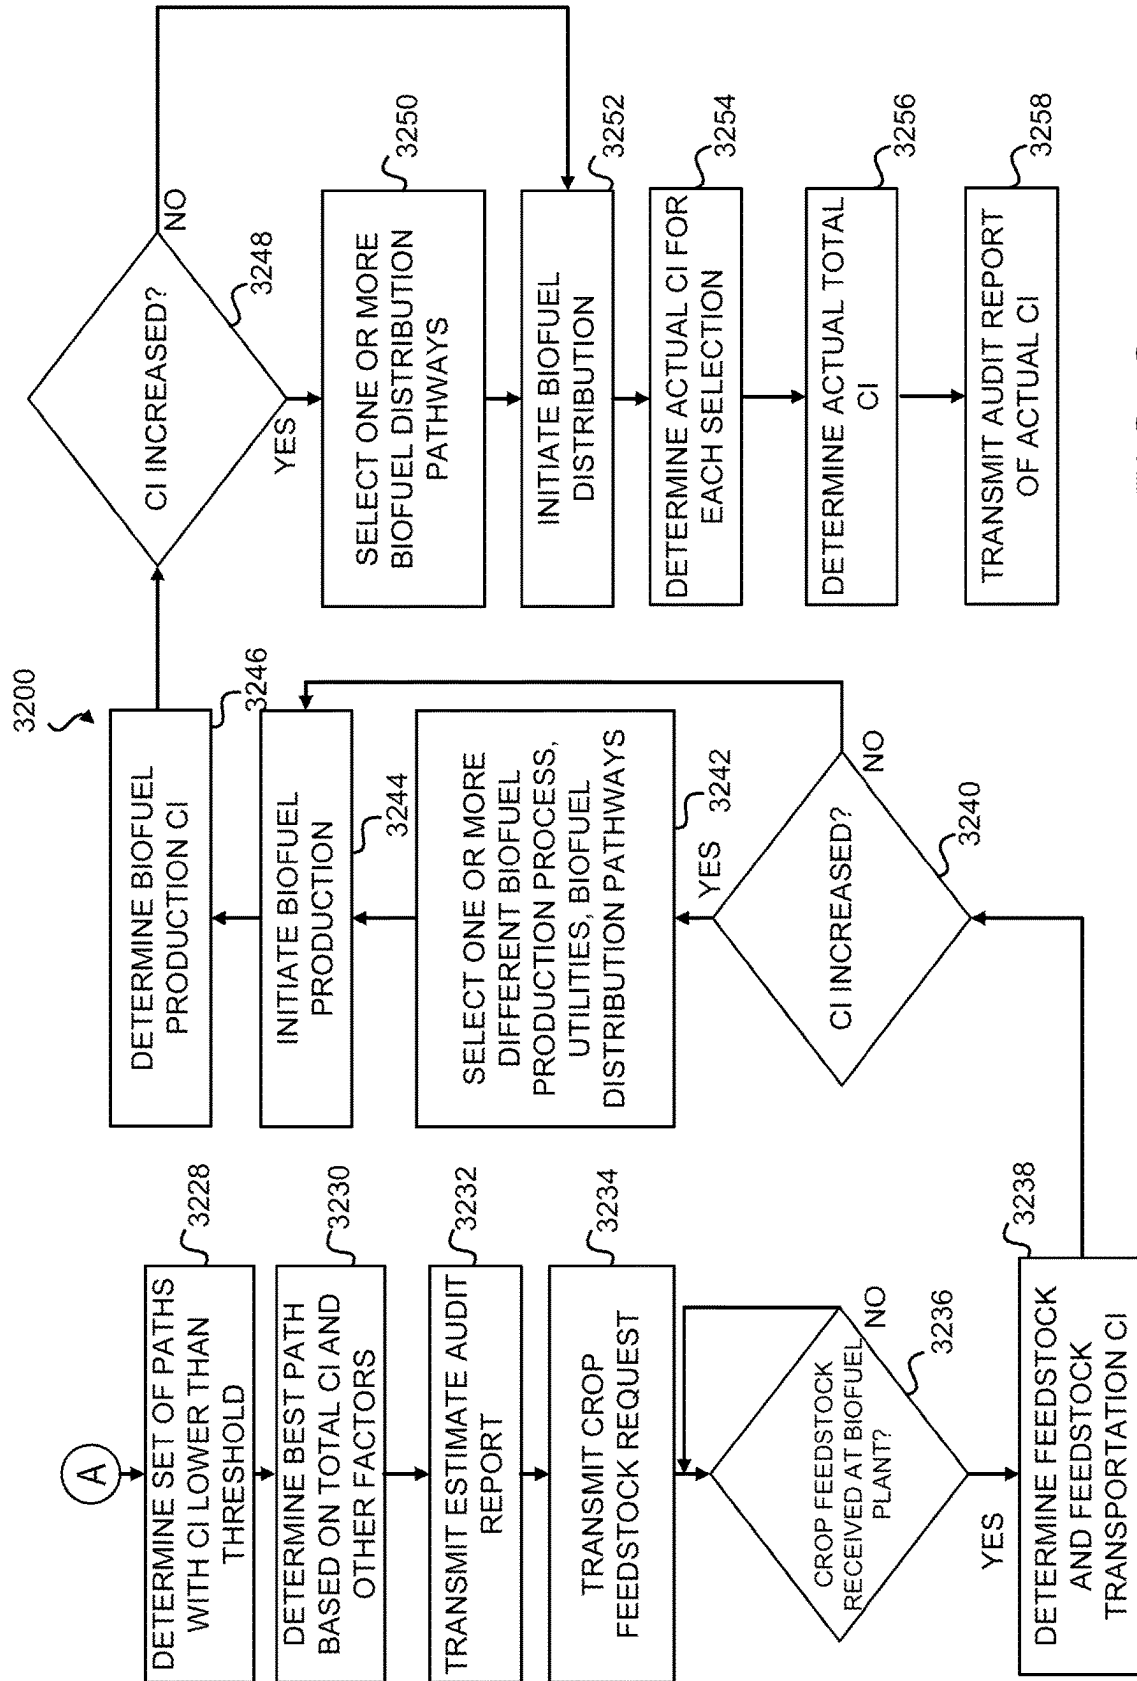 A
DETERMINE SET OF PATHS
WITH CI LOWER THAN
THRESHOLD
3228
DETERMINE BEST PATH
BASED ON TOTAL CI AND
OTHER FACTORS
3230
TRANSMIT ESTIMATE AUDIT
REPORT
3232
TRANSMIT CROP
FEEDSTOCK REQUEST
3234
CROP FEEDSTOCK
RECEIVED AT BIOFUEL
PLANT?
NO
3236
YES
DETERMINE FEEDSTOCK
AND FEEDSTOCK
TRANSPORTATION CI
3238
3200
DETERMINE BIOFUEL
PRODUCTION CI
3246
INITIATE BIOFUEL
PRODUCTION
3244
SELECT ONE OR MORE
DIFFERENT BIOFUEL
PRODUCTION PROCESS,
UTILITIES, BIOFUEL
DISTRIBUTION PATHWAYS
3242
YES
CI INCREASED?
NO
3240
CI INCREASED?
NO
3248
YES
SELECT ONE OR MORE
BIOFUEL DISTRIBUTION
PATHWAYS
3250
INITIATE BIOFUEL
DISTRIBUTION
3252
DETERMINE ACTUAL CI FOR
EACH SELECTION
3254
DETERMINE ACTUAL TOTAL
CI
3256
TRANSMIT AUDIT REPORT
OF ACTUAL CI
3258